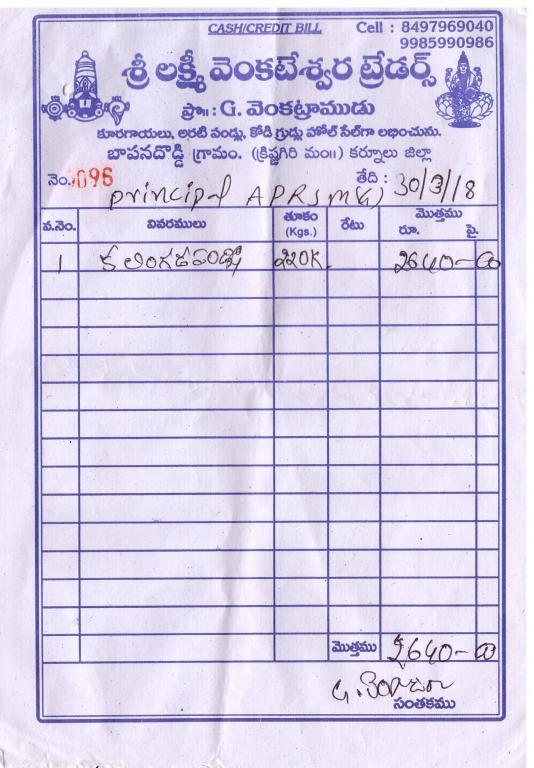 CASH/CREDIT BILL
Cell : 8497969040
9985990986
శ్రీ లక్ష్మీ వెంకటేశ్వర ట్రేడర్స్
ప్రొ॥ : G. వెంకట్రాముడు
కూరగాయలు, అరటి పండ్లు, కోడి గ్రుడ్లు హోల్ సేల్‌గా లభించును.
బాపనదొడ్డి గ్రామం. (క్రిష్ణగిరి మం॥) కర్నూలు జిల్లా
నెం. 096 తేది : 30/3/18
principal APRS
వ.నెం. వివరములు తూకం (Kgs.) రేటు మొత్తము రూ. పై.
1 కలింగడపండ్లు 220K. 2640-00
మొత్తము 2640-00
సంతకము